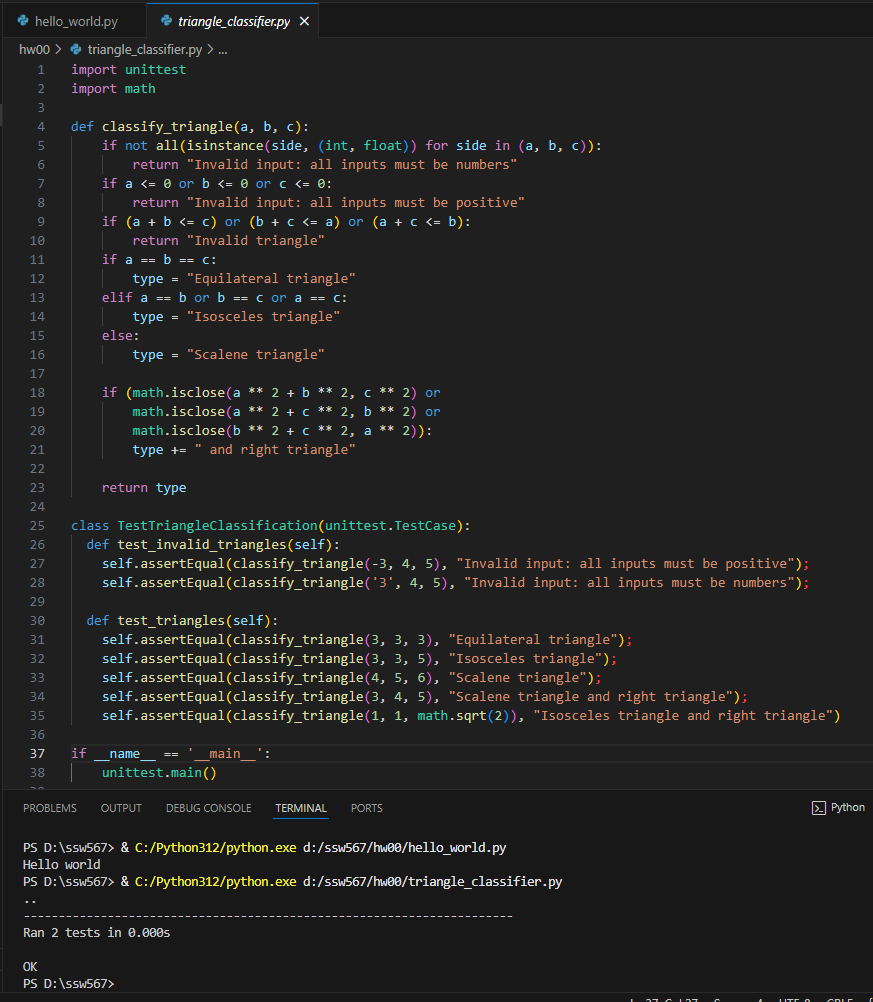 hello_world.py triangle_classifier.py ×
hw00 > triangle_classifier.py > ...
1 import unittest
2 import math
3
4 def classify_triangle(a, b, c):
5     if not all(isinstance(side, (int, float)) for side in (a, b, c)):
6         return "Invalid input: all inputs must be numbers"
7     if a <= 0 or b <= 0 or c <= 0:
8         return "Invalid input: all inputs must be positive"
9     if (a + b <= c) or (b + c <= a) or (a + c <= b):
10         return "Invalid triangle"
11     if a == b == c:
12         type = "Equilateral triangle"
13     elif a == b or b == c or a == c:
14         type = "Isosceles triangle"
15     else:
16         type = "Scalene triangle"
17
18     if (math.isclose(a ** 2 + b ** 2, c ** 2) or
19         math.isclose(a ** 2 + c ** 2, b ** 2) or
20         math.isclose(b ** 2 + c ** 2, a ** 2)):
21         type += " and right triangle"
22
23     return type
24
25 class TestTriangleClassification(unittest.TestCase):
26   def test_invalid_triangles(self):
27     self.assertEqual(classify_triangle(-3, 4, 5), "Invalid input: all inputs must be positive");
28     self.assertEqual(classify_triangle('3', 4, 5), "Invalid input: all inputs must be numbers");
29
30   def test_triangles(self):
31     self.assertEqual(classify_triangle(3, 3, 3), "Equilateral triangle");
32     self.assertEqual(classify_triangle(3, 3, 5), "Isosceles triangle");
33     self.assertEqual(classify_triangle(4, 5, 6), "Scalene triangle");
34     self.assertEqual(classify_triangle(3, 4, 5), "Scalene triangle and right triangle");
35     self.assertEqual(classify_triangle(1, 1, math.sqrt(2)), "Isosceles triangle and right triangle")
36
37 if __name__ == '__main__':
38     unittest.main()
PROBLEMS OUTPUT DEBUG CONSOLE TERMINAL PORTS Python
PS D:\ssw567> & C:/Python312/python.exe d:/ssw567/hw00/hello_world.py
Hello world
PS D:\ssw567> & C:/Python312/python.exe d:/ssw567/hw00/triangle_classifier.py
..
----------------------------------------------------------------------
Ran 2 tests in 0.000s
OK
PS D:\ssw567>